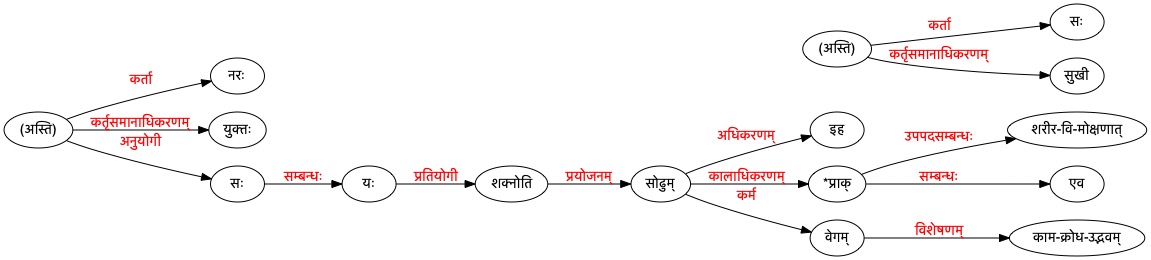 कर्ता
सः
(अस्ति)
कर्तृसमानाधिकरणम्
सुखी
कर्ता
नरः
(अस्ति)
कर्तृसमानाधिकरणम्
युक्तः
अनुयोगी
सः
सम्बन्धः
यः
प्रतियोगी
शक्नोति
प्रयोजनम्
सोढुम्
अधिकरणम्
इह
कालाधिकरणम्
*प्राक्
उपपदसम्बन्धः
शरीर-वि-मोक्षणात्
सम्बन्धः
एव
कर्म
वेगम्
विशेषणम्
काम-क्रोध-उद्भवम्